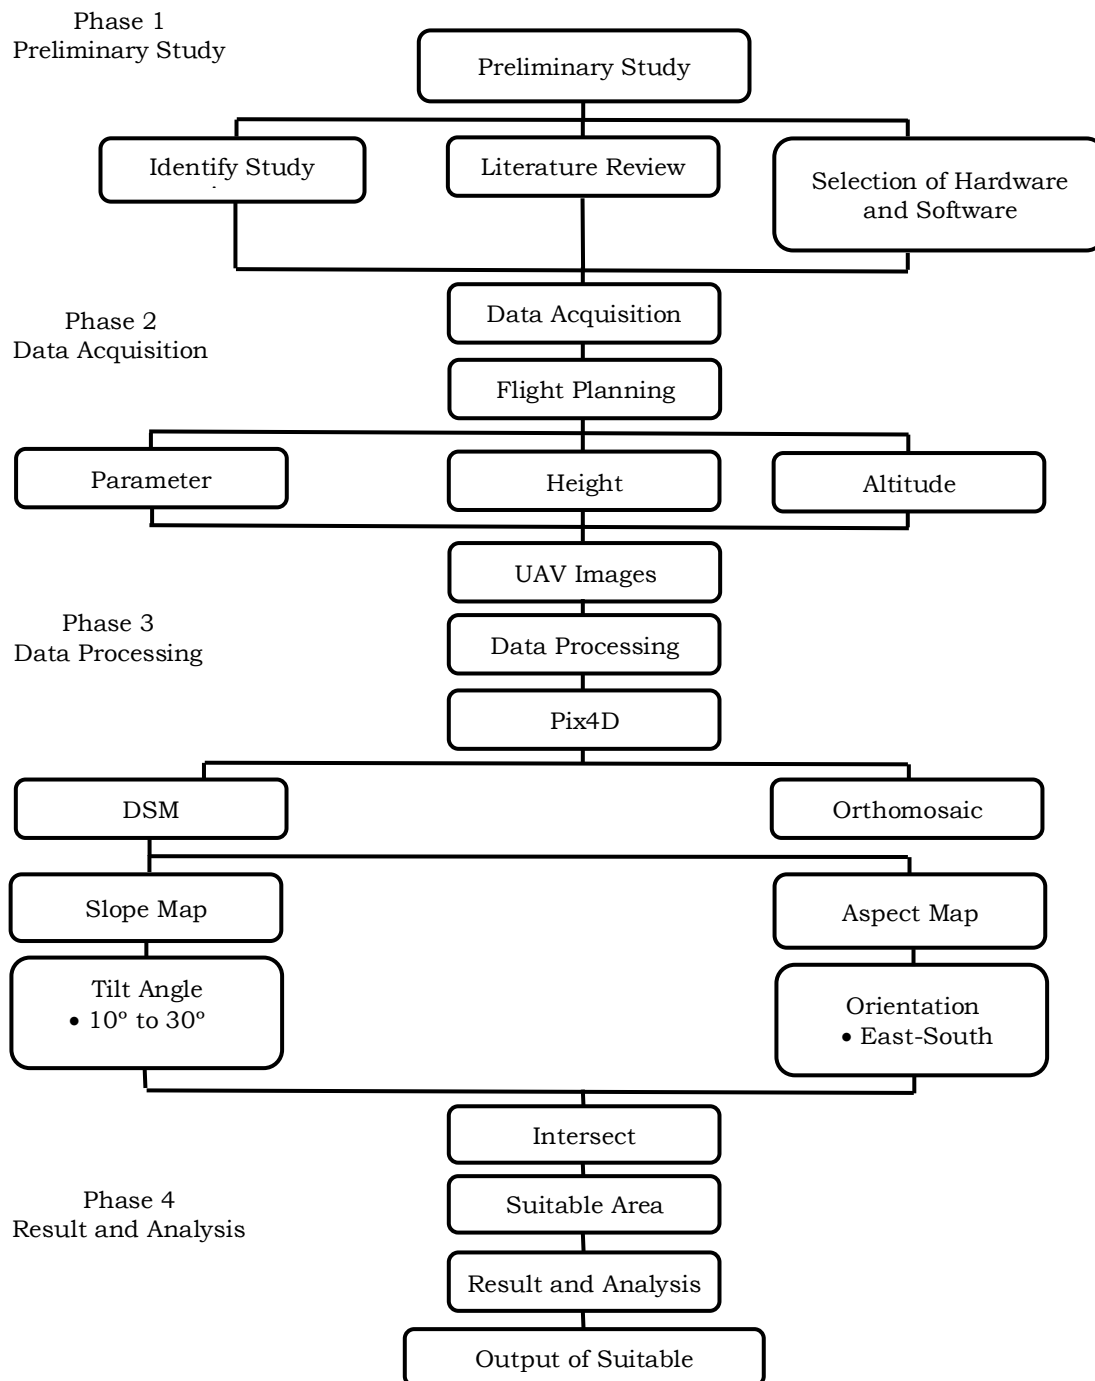 Phase 1
Preliminary Study
Preliminary Study
Identify Study
Literature Review
Selection of Hardware
and Software
Phase 2
Data Acquisition
Data Acquisition
Flight Planning
Parameter
Height
Altitude
UAV Images
Phase 3
Data Processing
Data Processing
Pix4D
DSM
Orthomosaic
Slope Map
Aspect Map
Tilt Angle
• 10º to 30º
Orientation
• East-South
Intersect
Phase 4
Result and Analysis
Suitable Area
Result and Analysis
Output of Suitable